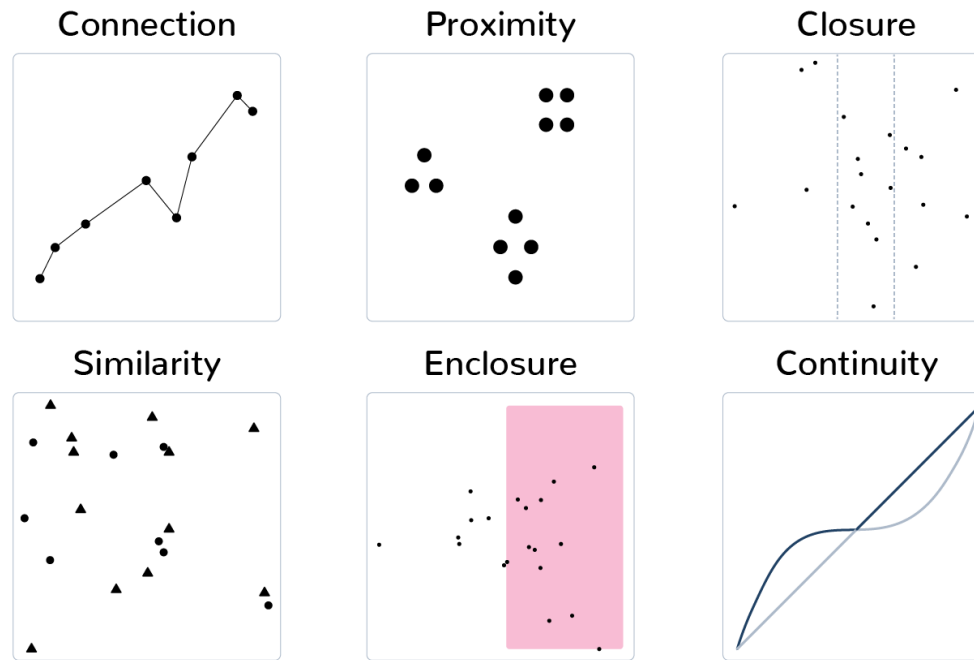 Connection
Proximity
Closure
Similarity
Enclosure
Continuity